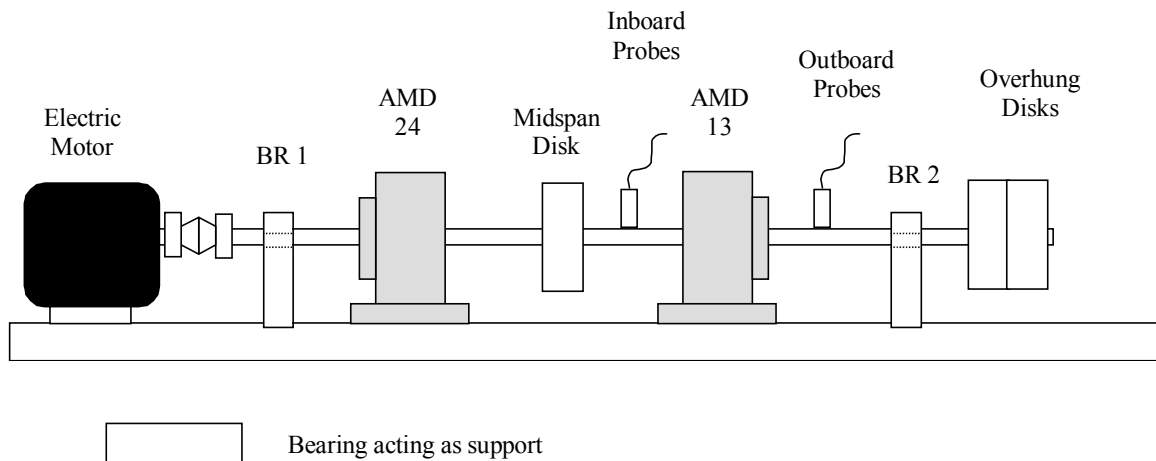 Inboard
Probes
Outboard
Probes
Overhung
Disks
AMD
24
AMD
13
Midspan
Disk
Electric
Motor
BR 1
BR 2
Bearing acting as support